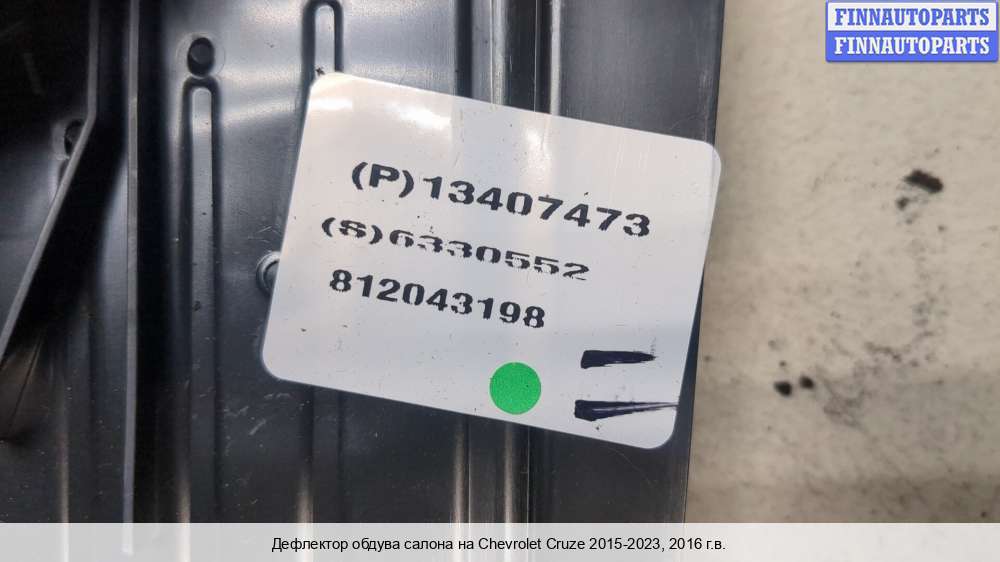 FINNAUTOPARTS
FINNAUTOPARTS
(P)13407473
(S)6330552
812043198
Дефлектор обдува салона на Chevrolet Cruze 2015-2023, 2016 г.в.